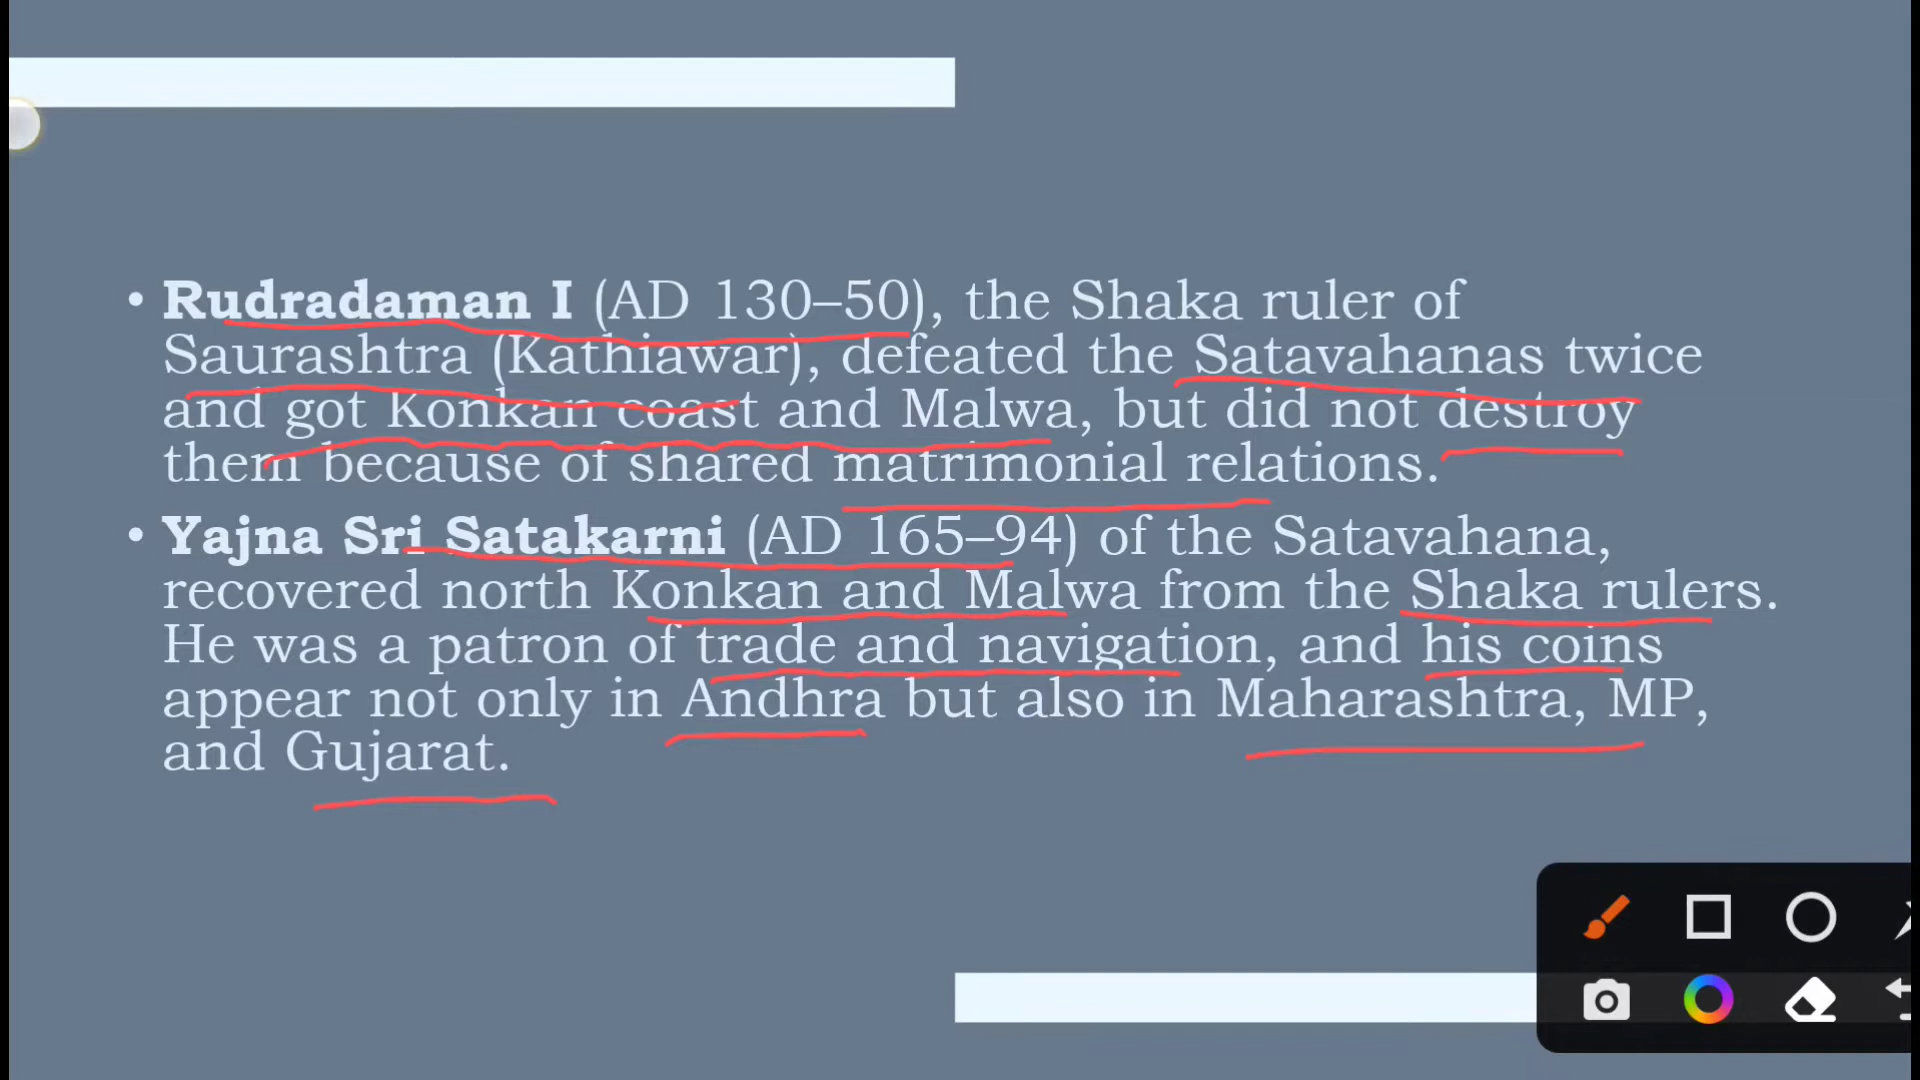 • Rudradaman I (AD 130–50), the Shaka ruler of
Saurashtra (Kathiawar), defeated the Satavahanas twice
and got Konkan coast and Malwa, but did not destroy
them because of shared matrimonial relations.
• Yajna Sri Satakarni (AD 165–94) of the Satavahana,
recovered north Konkan and Malwa from the Shaka rulers.
He was a patron of trade and navigation, and his coins
appear not only in Andhra but also in Maharashtra, MP,
and Gujarat.